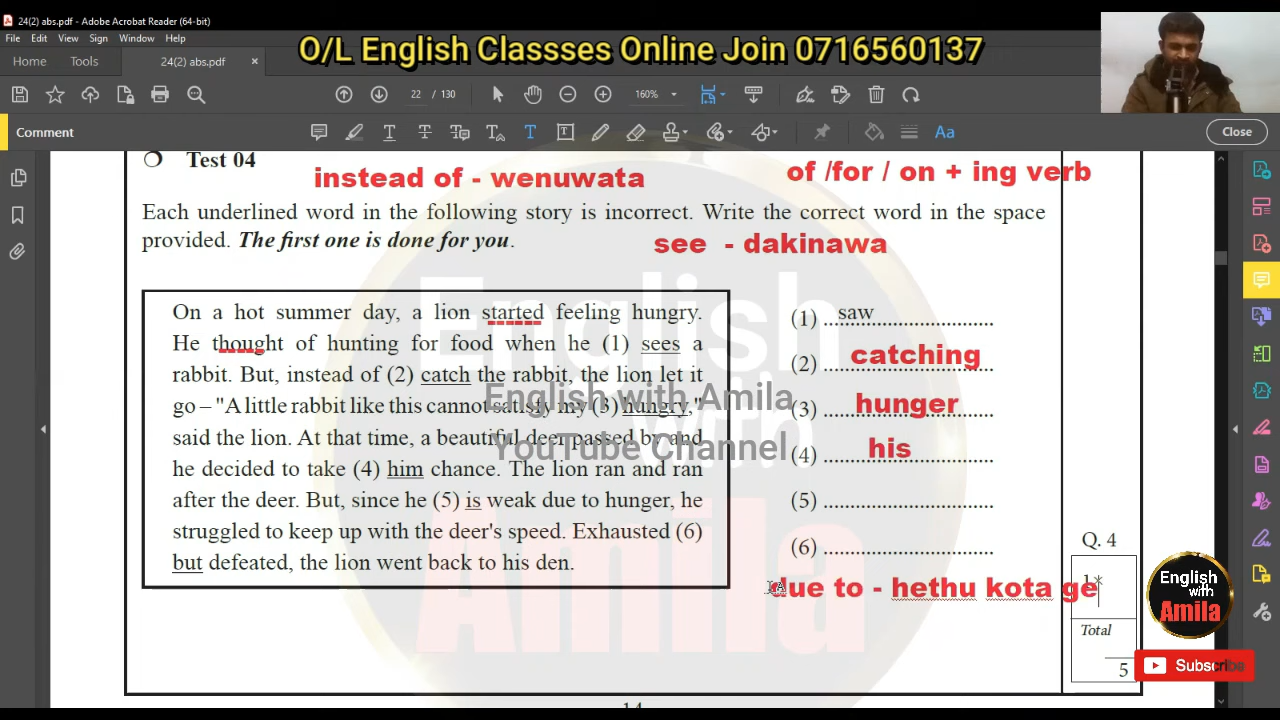 24(2) abs.pdf - Adobe Acrobat Reader (64-bit)
File Edit View Sign Window Help
O/L English Classses Online Join 0716560137
Home Tools 24(2) abs.pdf ×
22 / 130 160%
Comment
Close
Test 04
instead of - wenuwata
of /for / on + ing verb
Each underlined word in the following story is incorrect. Write the correct word in the space
provided. The first one is done for you.
see - dakinawa
On a hot summer day, a lion started feeling hungry.
He thought of hunting for food when he (1) sees a
rabbit. But, instead of (2) catch the rabbit, the lion let it
go – "A little rabbit like this cannot satisfy my (3) hungry,"
said the lion. At that time, a beautiful deer passed by and
he decided to take (4) him chance. The lion ran and ran
after the deer. But, since he (5) is weak due to hunger, he
struggled to keep up with the deer's speed. Exhausted (6)
but defeated, the lion went back to his den.
(1) saw
(2) catching
(3) hunger
(4) his
(5)
(6)
due to - hethu kota ge
English with Amila
YouTube Channel
English
with
Amila
Q. 4
1*
Total
5
English
with
Amila
Subscribe
14